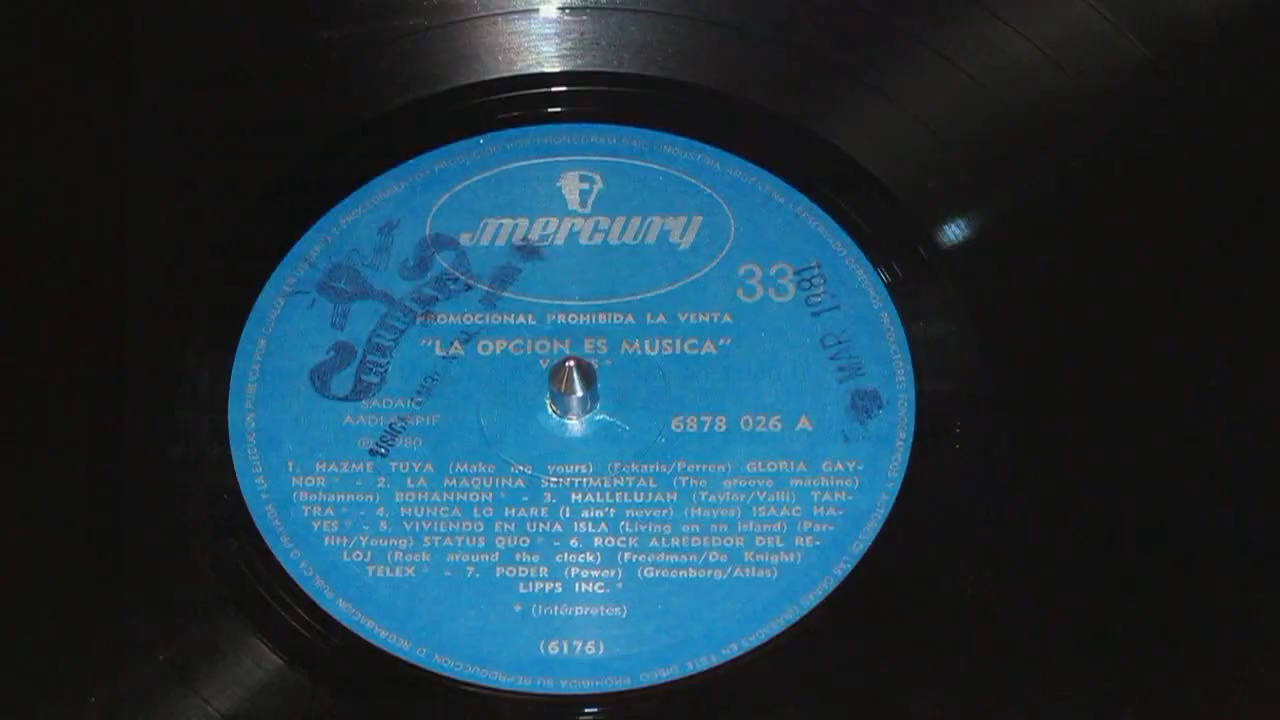 mercury
33
MAR 1981
PROMOCIONAL PROHIBIDA LA VENTA
"LA OPCION ES MUSICA"
SADAIC
6878 026 A
1. HAZME TUYA (Make me yours) (Fekaris/Perren) GLORIA GAY-
NOR * - 2. LA MAQUINA SENTIMENTAL (The groove machine)
(Bohannon) BOHANNON * - 3. HALLELUJAH (Taylor/Valli) TAN-
TRA * - 4. NUNCA LO HARE (I ain't never) (Hayes) ISAAC HA-
YES * - 5. VIVIENDO EN UNA ISLA (Living on an island) (Par-
fitt/Young) STATUS QUO * - 6. ROCK ALREDEDOR DEL RE-
LOJ (Rock around the clock) (Freedman/De Knight)
TELEX * - 7. PODER (Power) (Greenberg/Atlas)
LIPPS INC. *
* (Intérpretes)
(6176)